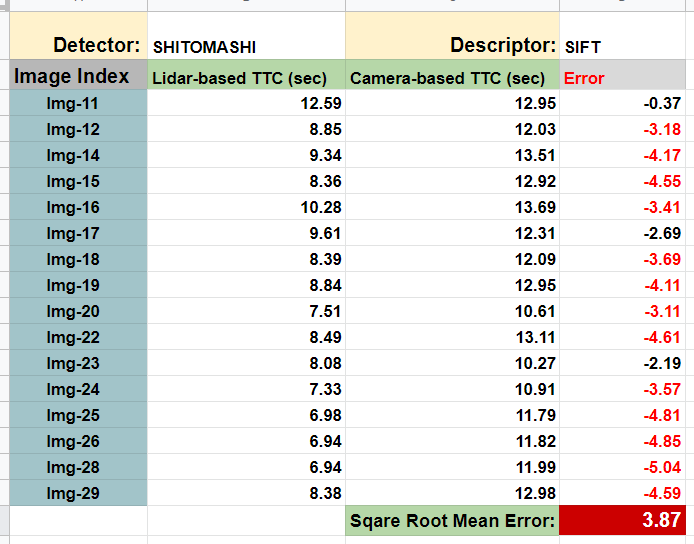 Detector: SHITOMASHI Descriptor: SIFT
Image Index Lidar-based TTC (sec) Camera-based TTC (sec) Error
Img-11 12.59 12.95 -0.37
Img-12 8.85 12.03 -3.18
Img-14 9.34 13.51 -4.17
Img-15 8.36 12.92 -4.55
Img-16 10.28 13.69 -3.41
Img-17 9.61 12.31 -2.69
Img-18 8.39 12.09 -3.69
Img-19 8.84 12.95 -4.11
Img-20 7.51 10.61 -3.11
Img-22 8.49 13.11 -4.61
Img-23 8.08 10.27 -2.19
Img-24 7.33 10.91 -3.57
Img-25 6.98 11.79 -4.81
Img-26 6.94 11.82 -4.85
Img-28 6.94 11.99 -5.04
Img-29 8.38 12.98 -4.59
Sqare Root Mean Error: 3.87